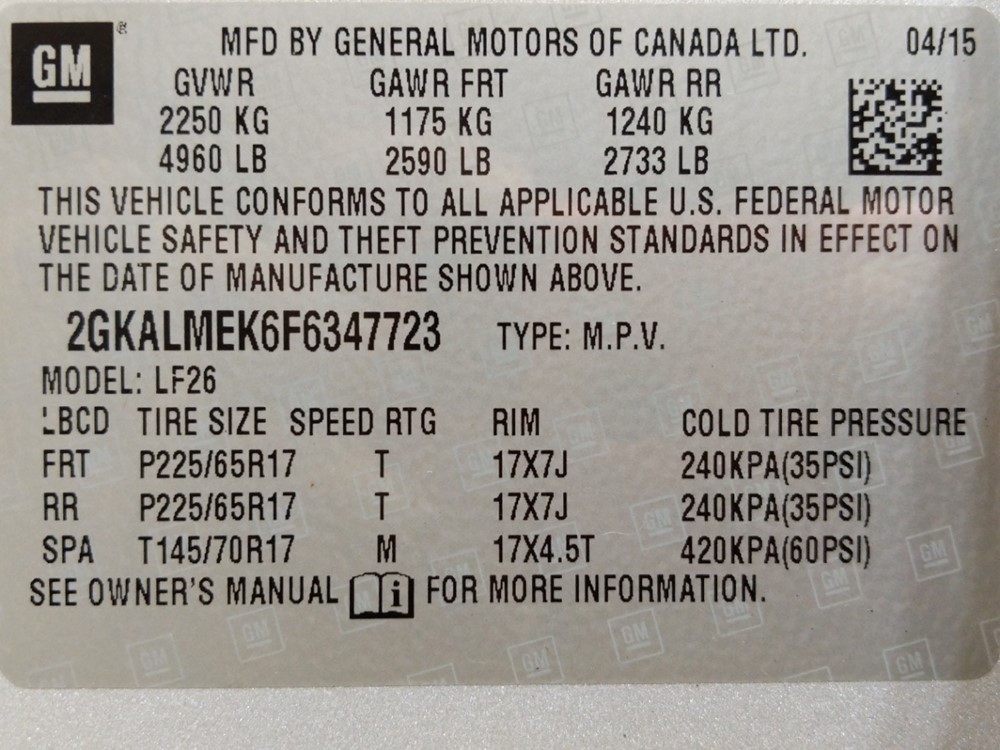 GM ® MFD BY GENERAL MOTORS OF CANADA LTD. 04/15
GVWR GAWR FRT GAWR RR
2250 KG 1175 KG 1240 KG
4960 LB 2590 LB 2733 LB
THIS VEHICLE CONFORMS TO ALL APPLICABLE U.S. FEDERAL MOTOR
VEHICLE SAFETY AND THEFT PREVENTION STANDARDS IN EFFECT ON
THE DATE OF MANUFACTURE SHOWN ABOVE.
2GKALMEK6F6347723 TYPE: M.P.V.
MODEL: LF26
LBCD TIRE SIZE SPEED RTG RIM COLD TIRE PRESSURE
FRT P225/65R17 T 17X7J 240KPA(35PSI)
RR P225/65R17 T 17X7J 240KPA(35PSI)
SPA T145/70R17 M 17X4.5T 420KPA(60PSI)
SEE OWNER'S MANUAL i FOR MORE INFORMATION.